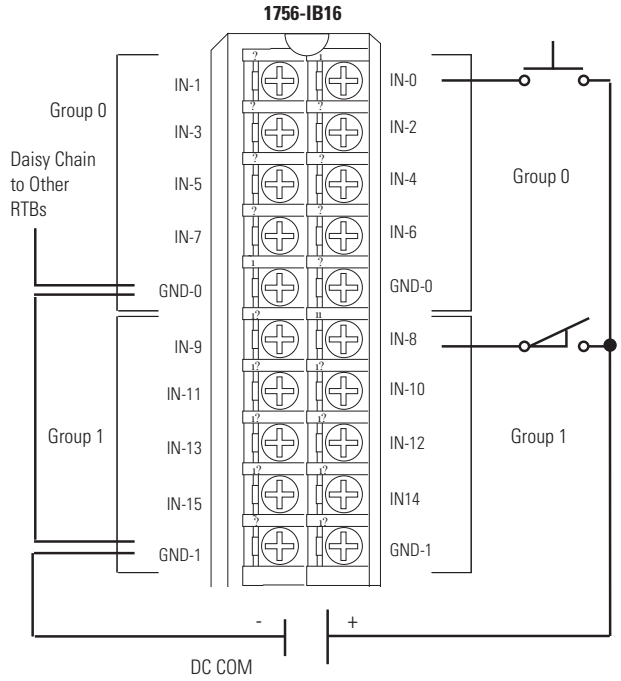 1756-IB16
IN-1
IN-0
Group 0
IN-3
IN-2
Daisy Chain
to Other
RTBs
IN-5
IN-4
Group 0
IN-7
IN-6
GND-0
GND-0
IN-9
IN-8
IN-11
IN-10
Group 1
IN-13
IN-12
Group 1
IN-15
IN14
GND-1
GND-1
-
+
DC COM